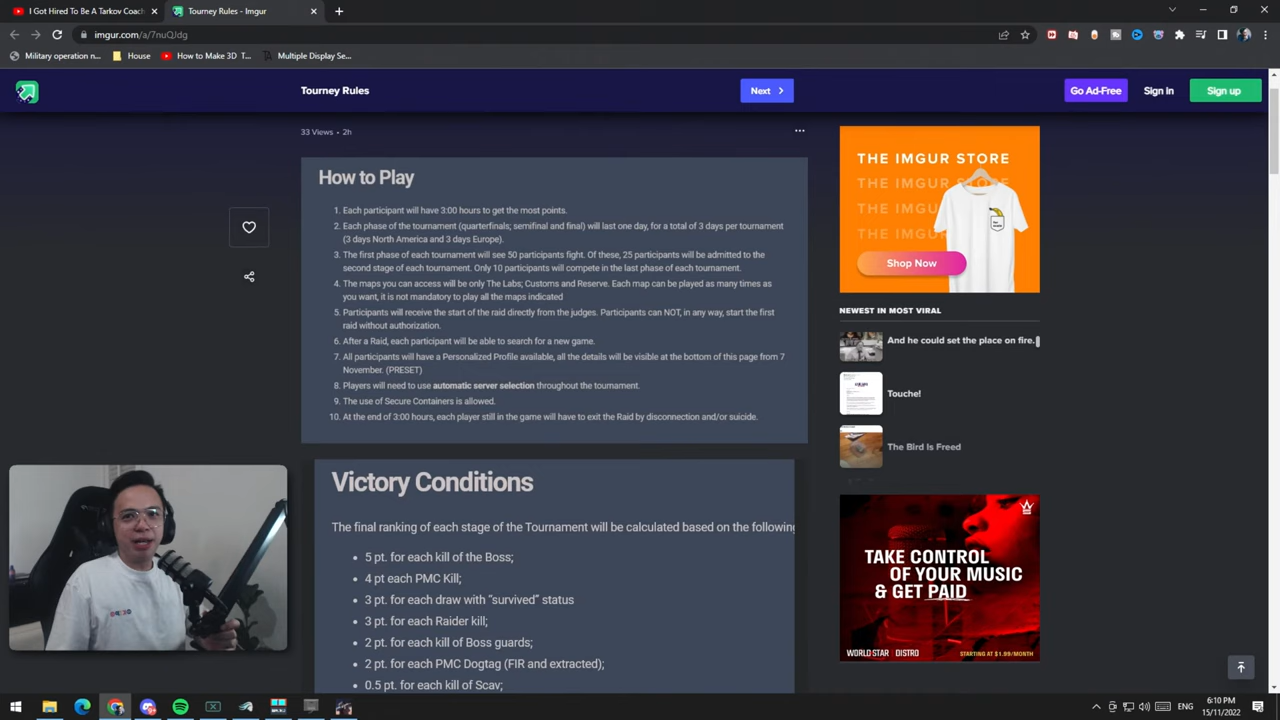 I Got Hired To Be A Tarkov Coach
Tourney Rules - Imgur
imgur.com/a/7nuQJdg
Military operation n...
House
How to Make 3D T...
Multiple Display Se...
Tourney Rules
Next
Go Ad-Free
Sign in
Sign up
33 Views • 2h
How to Play
1. Each participant will have 3:00 hours to get the most points.
2. Each phase of the tournament (quarterfinals; semifinal and final) will last one day, for a total of 3 days per tournament
(3 days North America and 3 days Europe).
3. The first phase of each tournament will see 50 participants fight. Of these, 25 participants will be admitted to the
second stage of each tournament. Only 10 participants will compete in the last phase of each tournament.
4. The maps you can access will be only The Labs; Customs and Reserve. Each map can be played as many times as
you want, it is not mandatory to play all the maps indicated
5. Participants will receive the start of the raid directly from the judges. Participants can NOT, in any way, start the first
raid without authorization.
6. After a Raid, each participant will be able to search for a new game.
7. All participants will have a Personalized Profile available, all the details will be visible at the bottom of this page from 7
November. (PRESET)
8. Players will need to use automatic server selection throughout the tournament.
9. The use of Secure Containers is allowed.
10. At the end of 3:00 hours, each player still in the game will have to exit the Raid by disconnection and/or suicide.
Victory Conditions
The final ranking of each stage of the Tournament will be calculated based on the following
• 5 pt. for each kill of the Boss;
• 4 pt each PMC Kill;
• 3 pt. for each draw with “survived” status
• 3 pt. for each Raider kill;
• 2 pt. for each kill of Boss guards;
• 2 pt. for each PMC Dogtag (FIR and extracted);
• 0.5 pt. for each kill of Scav;
THE IMGUR STORE
THE IMGUR STORE
THE IMGUR
THE IMGUR
Shop Now
NEWEST IN MOST VIRAL
And he could set the place on fire.
Touche!
The Bird Is Freed
TAKE CONTROL
OF YOUR MUSIC
& GET PAID
WORLD STAR DISTRO
STARTING AT $1.99/MONTH
ENG
6:10 PM
15/11/2022